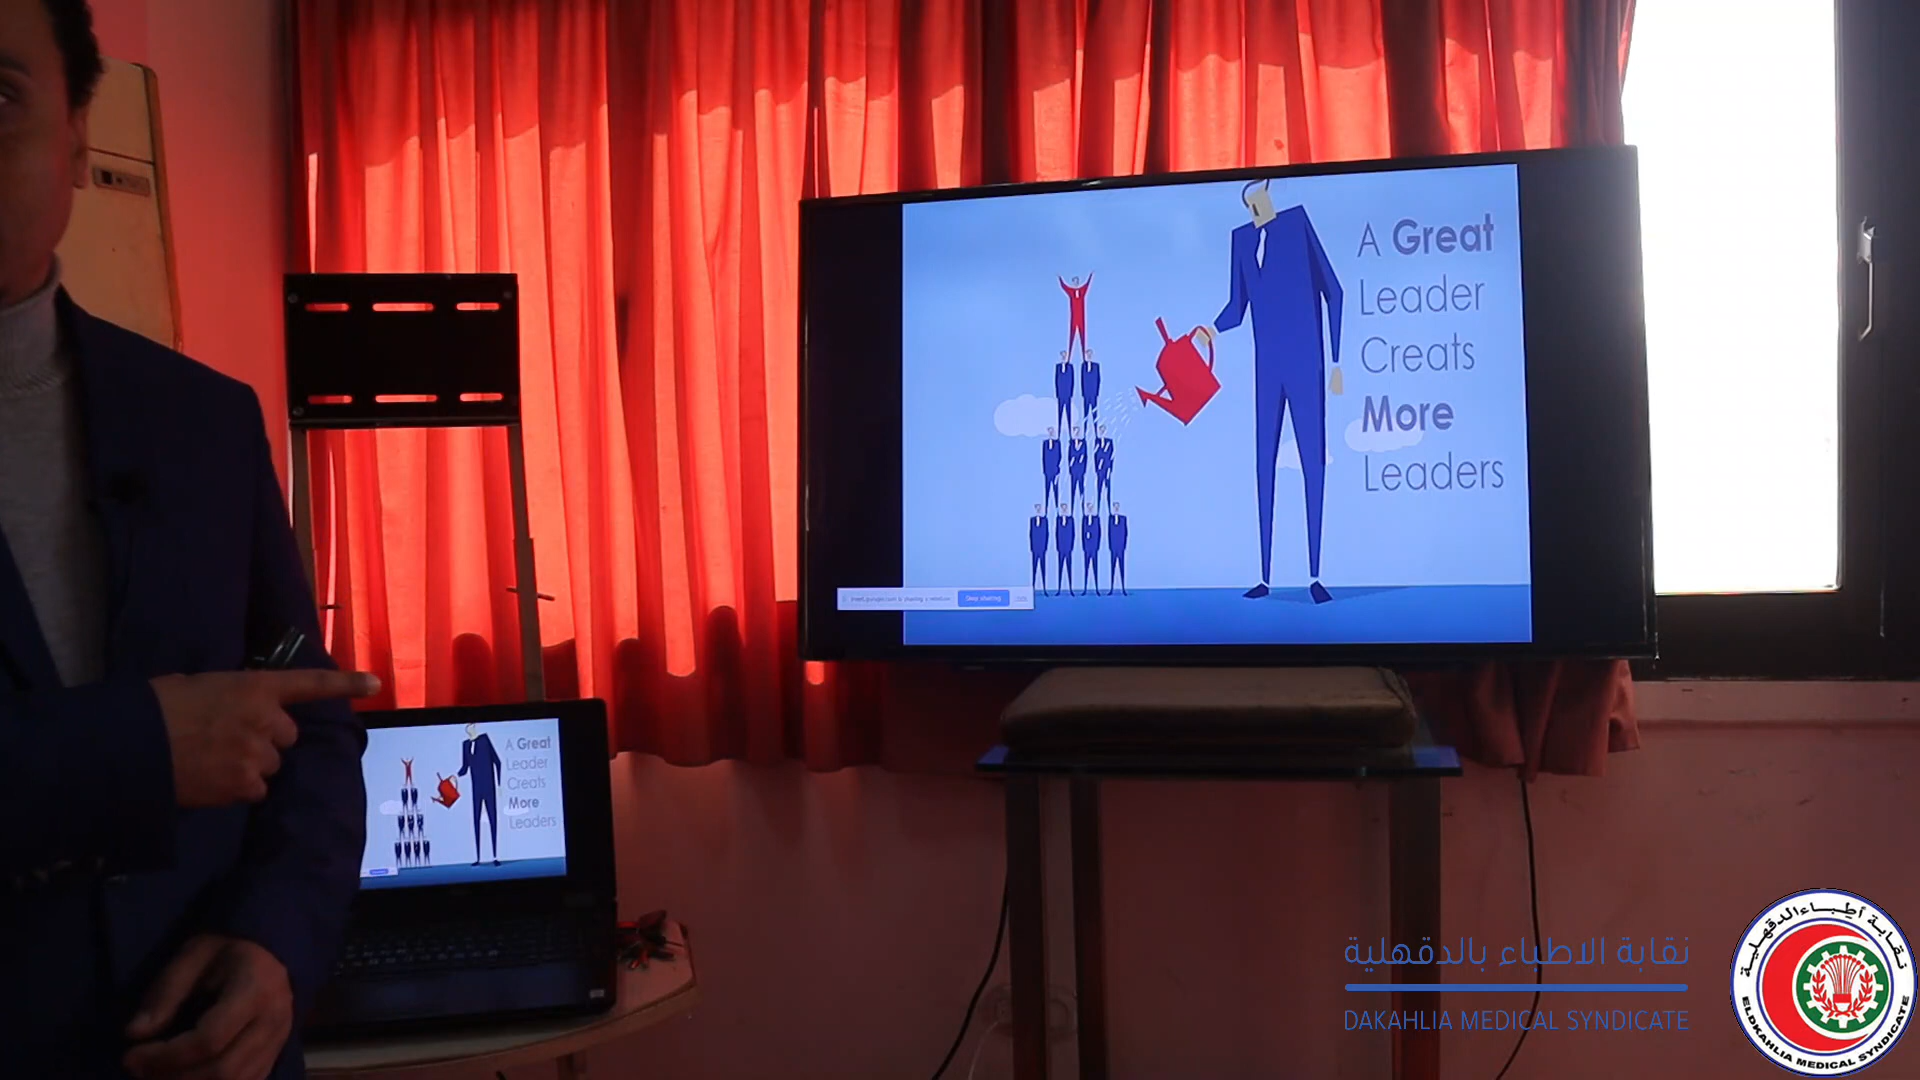 A Great
Leader
Creats
More
Leaders
Stop sharing
A Great
Leader
Creats
More
Leaders
نقابة الاطباء بالدقهلية
DAKAHLIA MEDICAL SYNDICATE
نقابة أطباء الدقهلية
ELDKAHLIA MEDICAL SYNDICATE